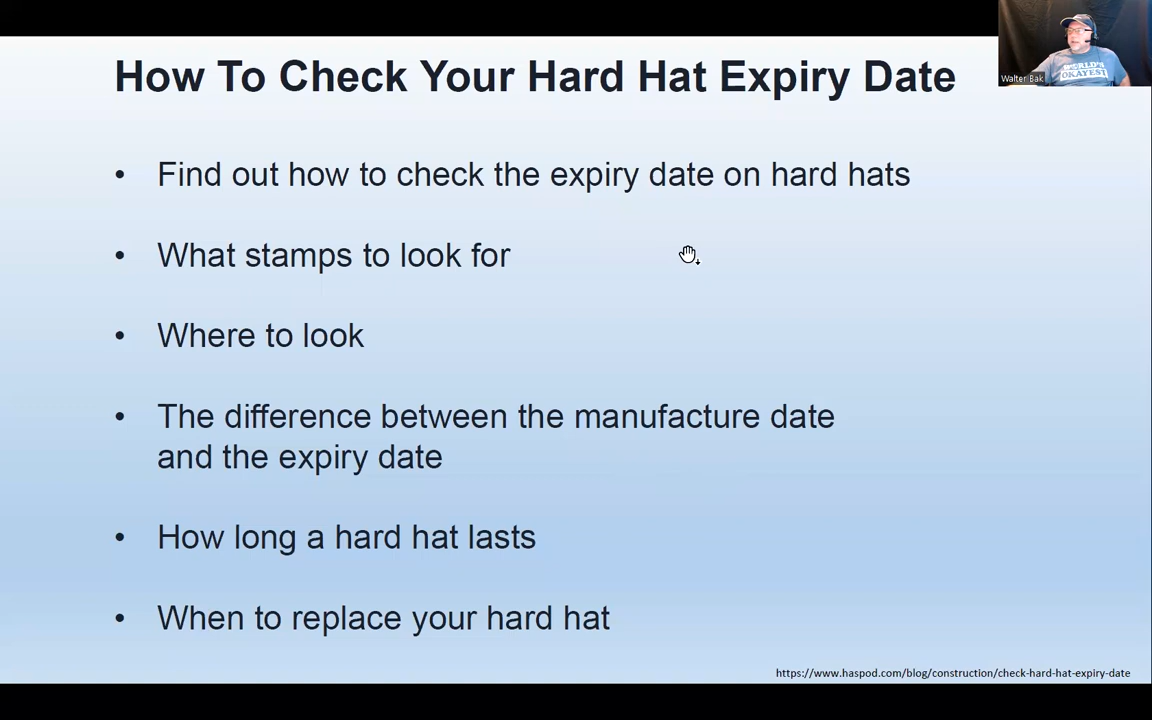 How To Check Your Hard Hat Expiry Date
Walter Bak
WORLD'S
OKAYEST
• Find out how to check the expiry date on hard hats
• What stamps to look for
• Where to look
• The difference between the manufacture date
and the expiry date
• How long a hard hat lasts
• When to replace your hard hat
https://www.haspod.com/blog/construction/check-hard-hat-expiry-date